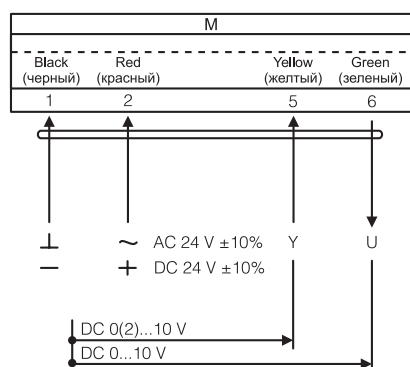 M
Black Red Yellow Green
(черный) (красный) (желтый) (зеленый)
1 2 5 6
⊥ ~ AC 24 V ±10% Y U
− + DC 24 V ±10%
DC 0(2)...10 V
DC 0...10 V